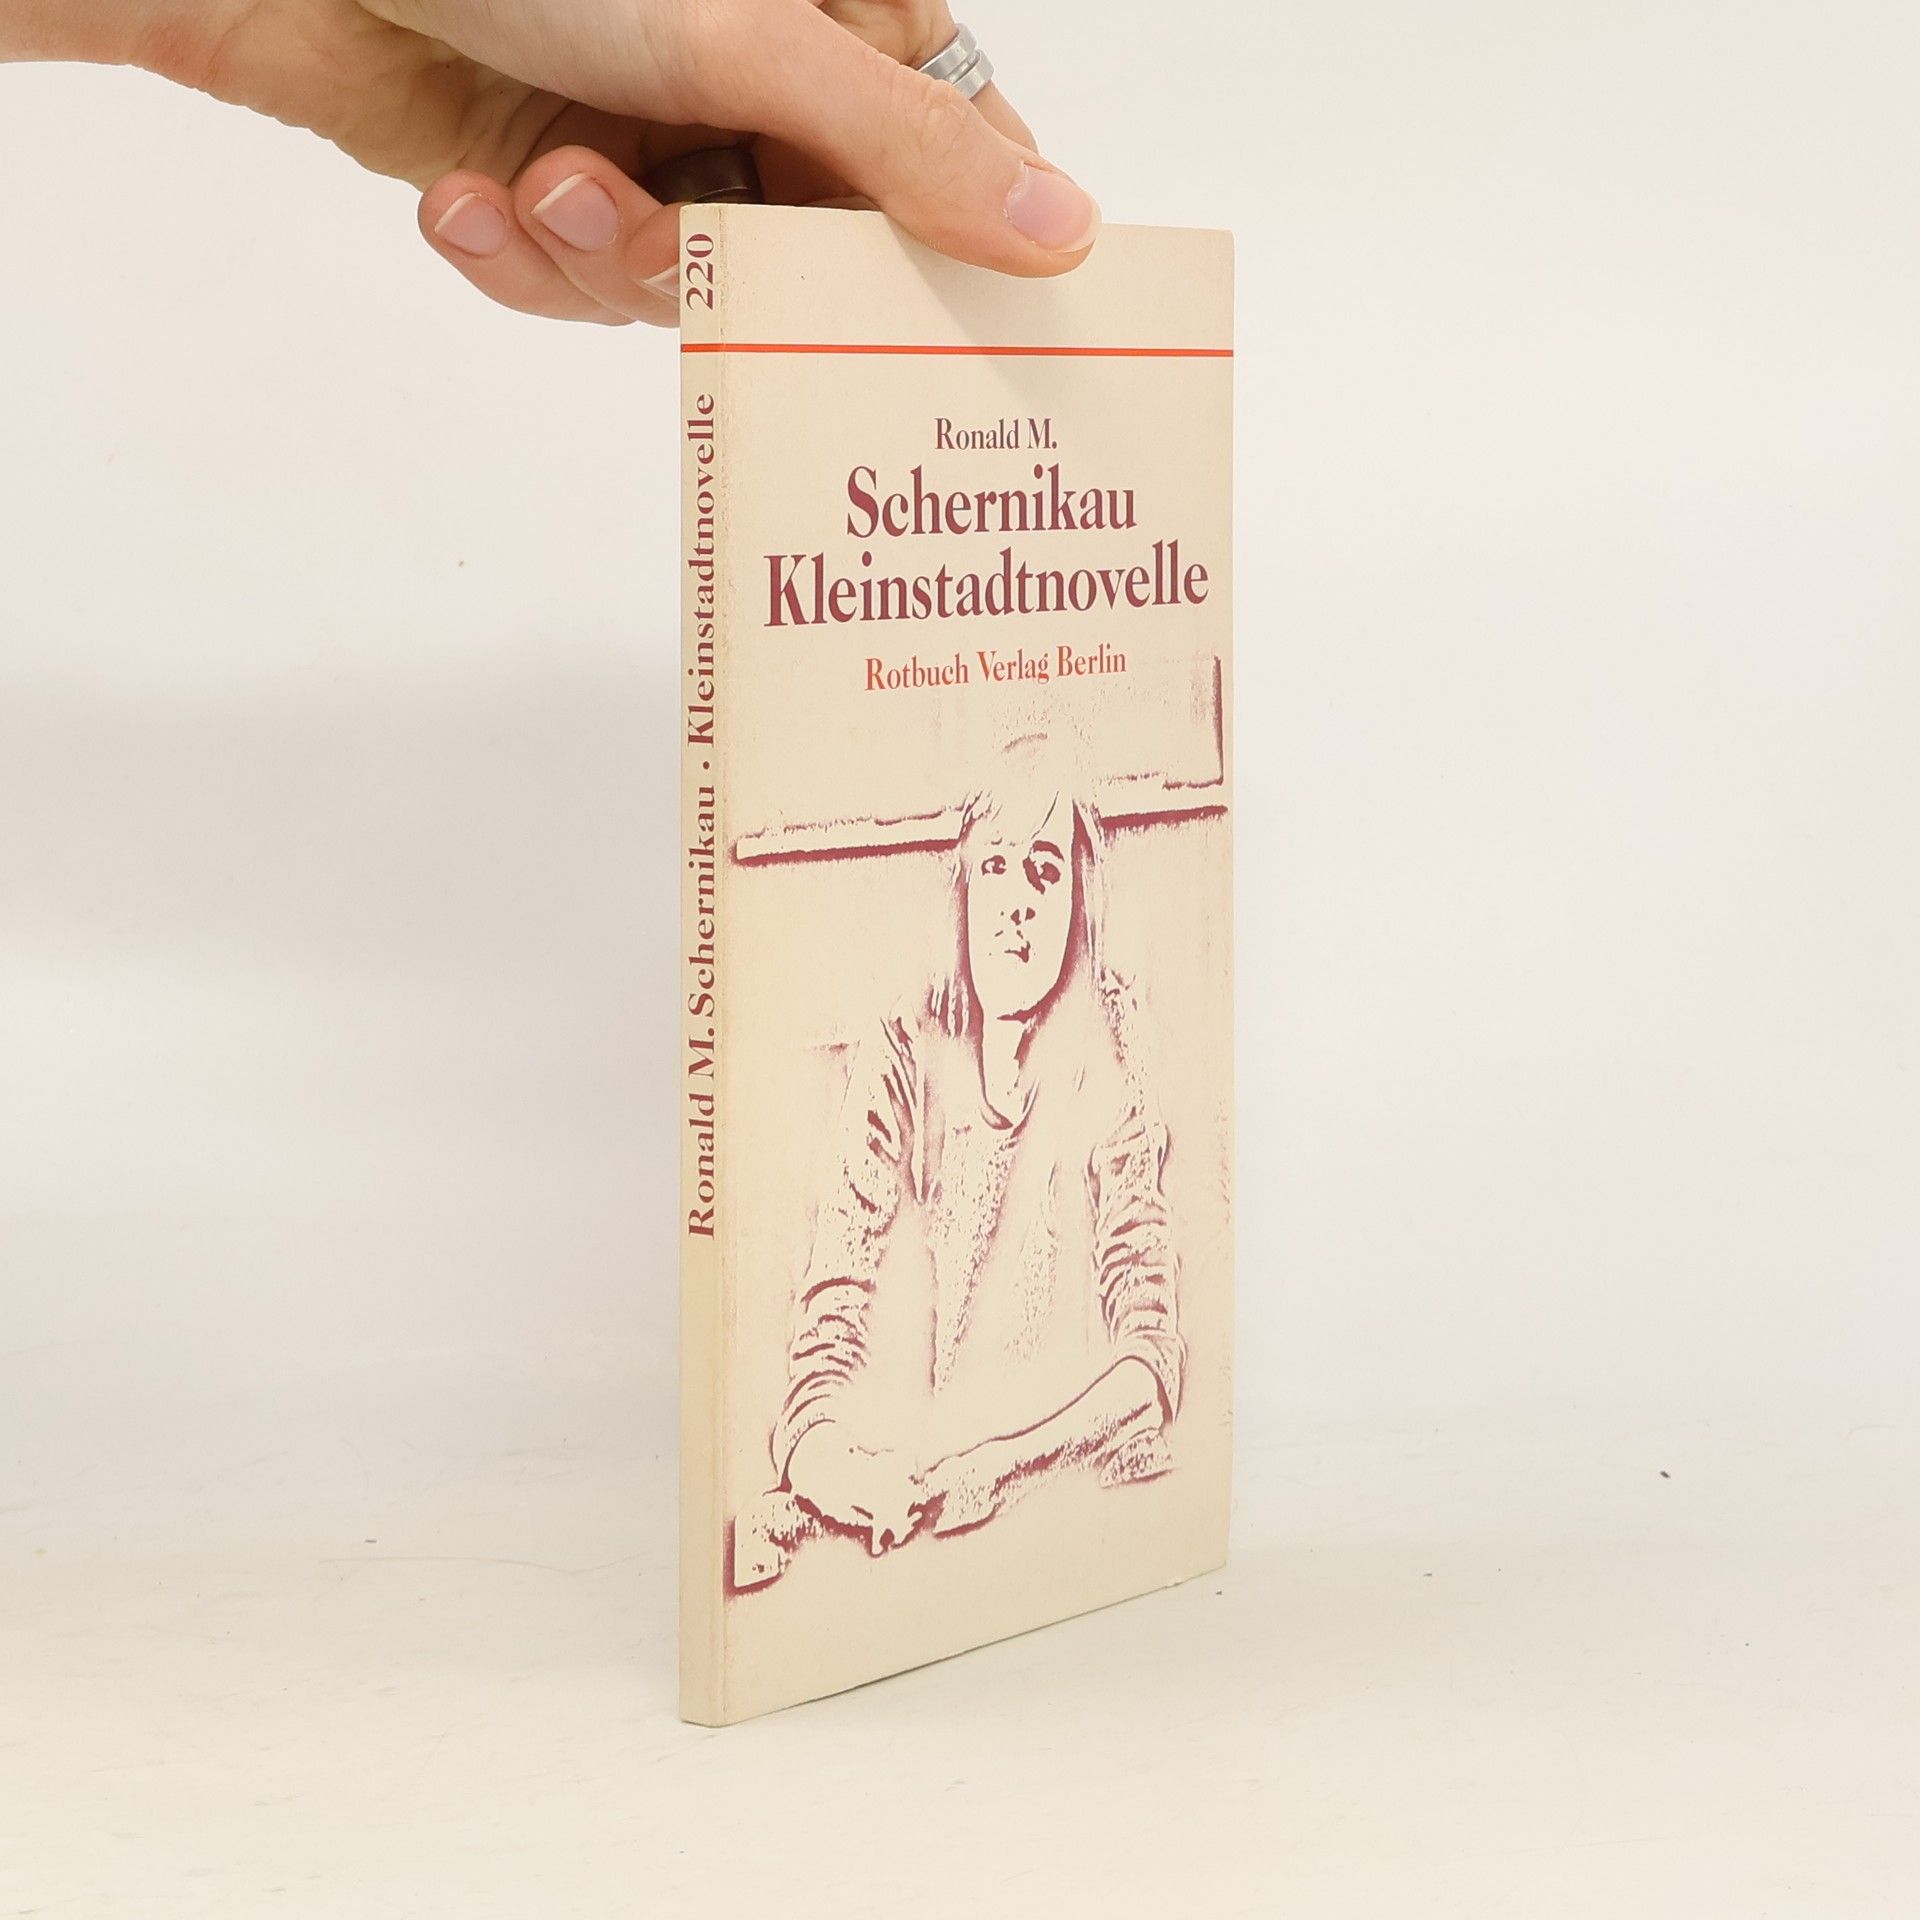 220
Ronald M. Schernikau · Kleinstadtnovelle
Ronald M.
Schernikau
Kleinstadtnovelle
Rotbuch Verlag Berlin